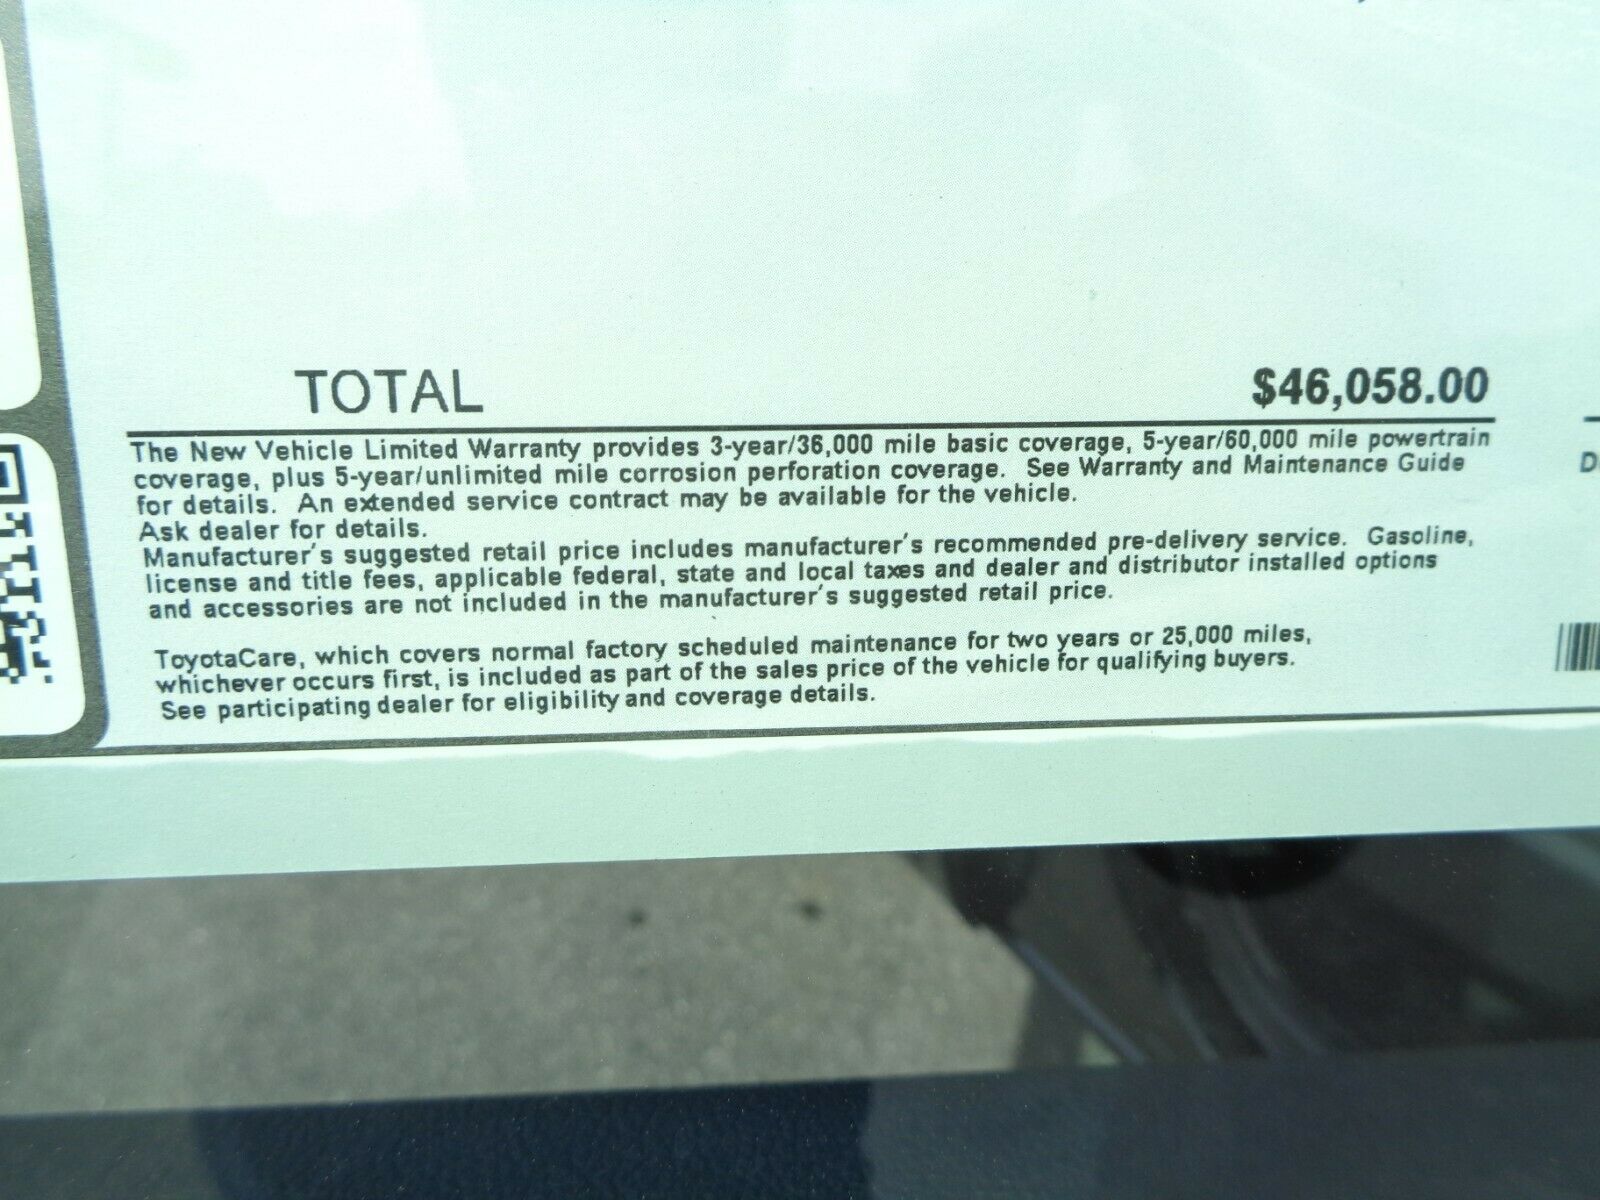 TOTAL $46,058.00
The New Vehicle Limited Warranty provides 3-year/36,000 mile basic coverage, 5-year/60,000 mile powertrain
coverage, plus 5-year/unlimited mile corrosion perforation coverage. See Warranty and Maintenance Guide
for details. An extended service contract may be available for the vehicle.
Ask dealer for details.
Manufacturer's suggested retail price includes manufacturer's recommended pre-delivery service. Gasoline,
license and title fees, applicable federal, state and local taxes and dealer and distributor installed options
and accessories are not included in the manufacturer's suggested retail price.
ToyotaCare, which covers normal factory scheduled maintenance for two years or 25,000 miles,
whichever occurs first, is included as part of the sales price of the vehicle for qualifying buyers.
See participating dealer for eligibility and coverage details.